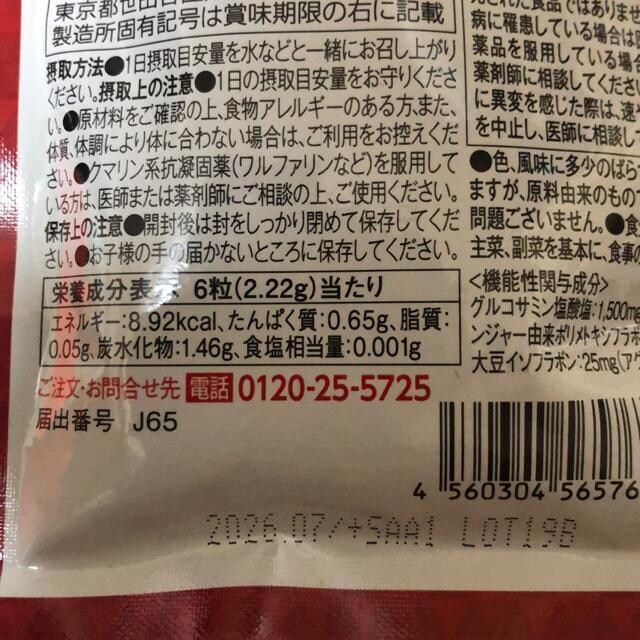 東京都世田谷区
製造所固有記号は賞味期限の右に記載
摂取方法●1日摂取目安量を水などと一緒にお召し上がり
ください。摂取上の注意●1日の摂取目安量をお守りくださ
い。●原材料をご確認の上、食物アレルギーのある方、また、
体質、体調により体に合わない場合は、ご利用をお控えくだ
さい。●クマリン系抗凝固薬(ワルファリンなど)を服用して
いる方は、医師または薬剤師にご相談の上、ご使用ください。
保存上の注意●開封後は封をしっかり閉めて保存してくだ
さい。●お子様の手の届かないところに保存してください。
栄養成分表示 6粒(2.22g)当たり
エネルギー:8.92kcal、たんぱく質:0.65g、脂質:
0.05g、炭水化物:1.46g、食塩相当量:0.001g
ご注文・お問合せ先 電話 0120-25-5725
届出番号 J65
された食品ではありませ
病に罹患している場合は
薬品を服用している場合
薬剤師に相談してくださ
に異変を感じた際は、速
を中止し、医師に相談し
●色、風味に多少のばら
ますが、原料由来のもの
問題ございません。●食
主菜、副菜を基本に、食事の
<機能性関与成分>
グルコサミン塩酸塩:1,500mg
ンジャー由来ポリメトキシフラボ
大豆イソフラボン:25mg(ア
4 560304 56576
2026.07/+SAA1 LOT19B